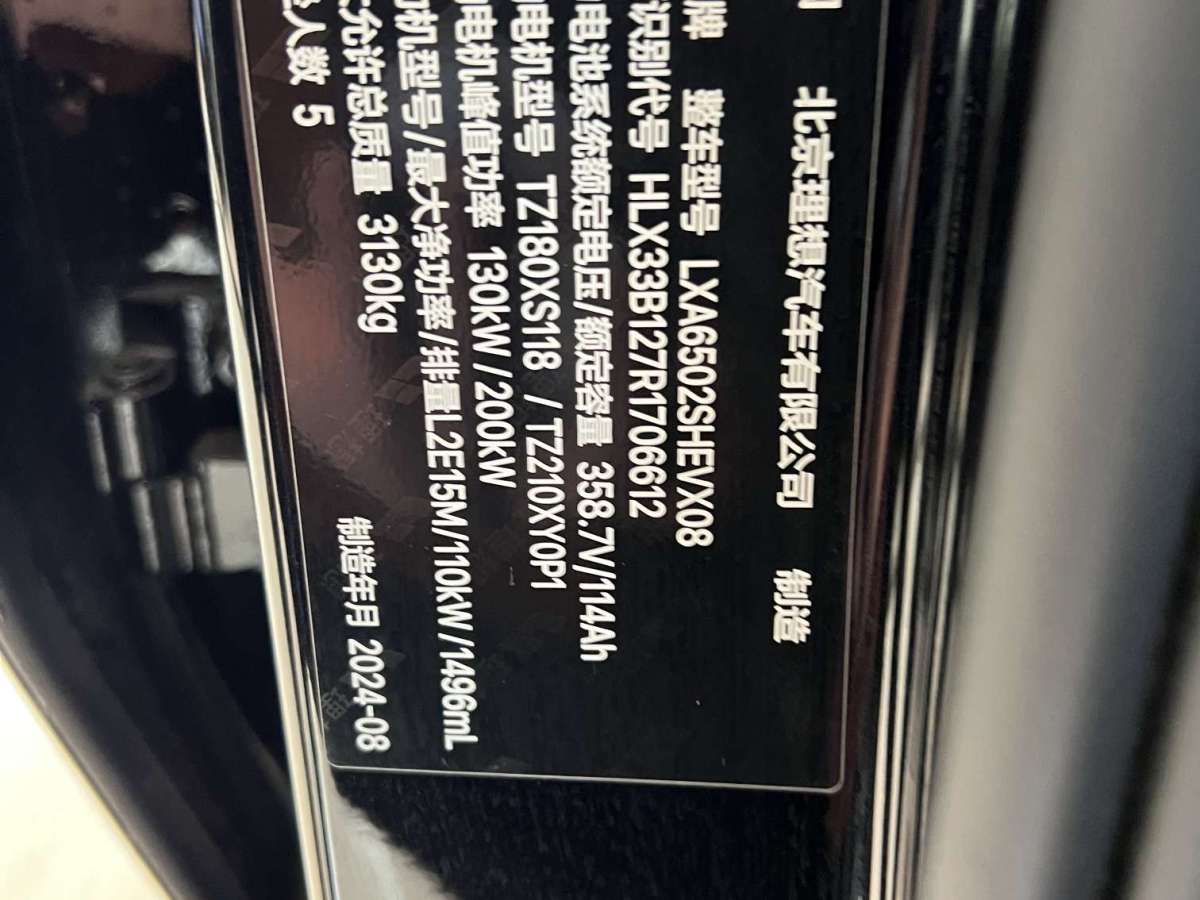 北京理想汽车有限公司 制造
牌 整车型号 LXA6502SHEVX08
识别代号 HLX33B127R1706612
电池系统额定电压/额定容量 358.7V/114Ah
电机型号 TZ180XS118 / TZ210XY0P1
电机峰值功率 130kW / 200kW
机型号/最大净功率/排量L2E15M/110kW/1496mL
允许总质量 3130kg
人数 5 制造年月 2024-08